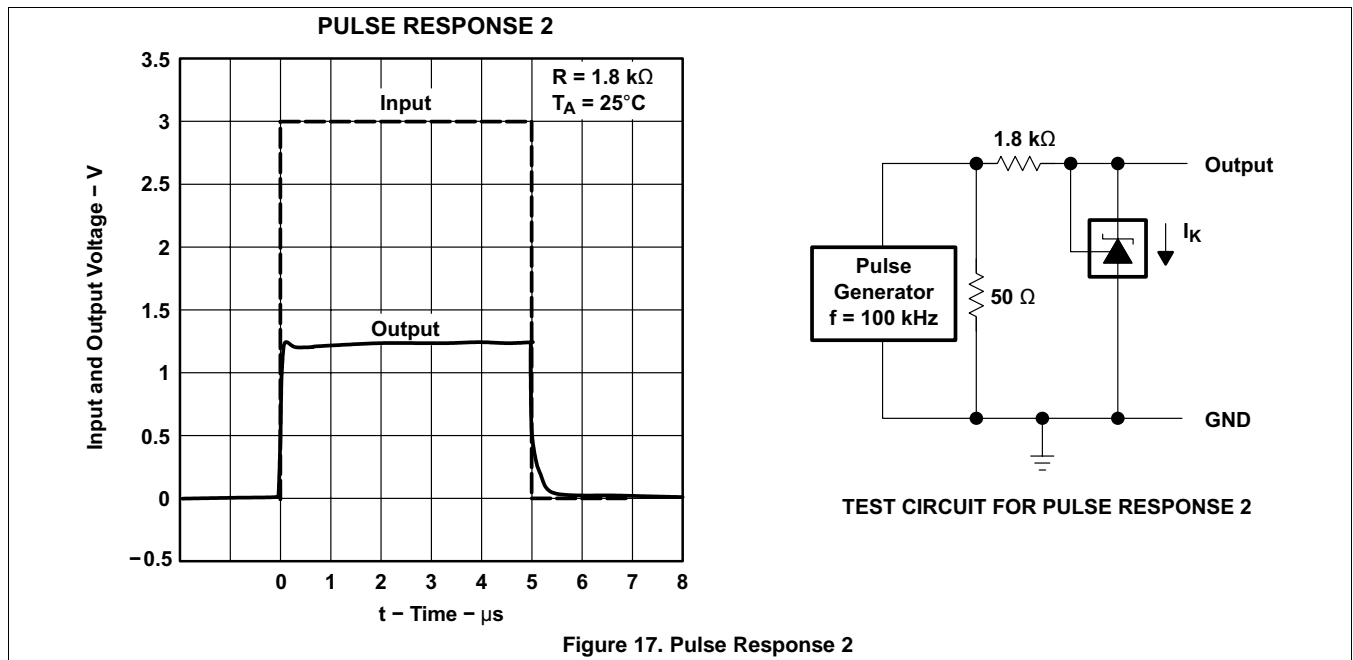 PULSE RESPONSE 2
3.5
3
2.5
2
1.5
1
0.5
0
−0.5
Input and Output Voltage − V
R = 1.8 kΩ
TA = 25°C
Input
Output
0 1 2 3 4 5 6 7 8
t − Time − μs
1.8 kΩ
Output
IK
Pulse
Generator
f = 100 kHz
50 Ω
GND
TEST CIRCUIT FOR PULSE RESPONSE 2
Figure 17. Pulse Response 2